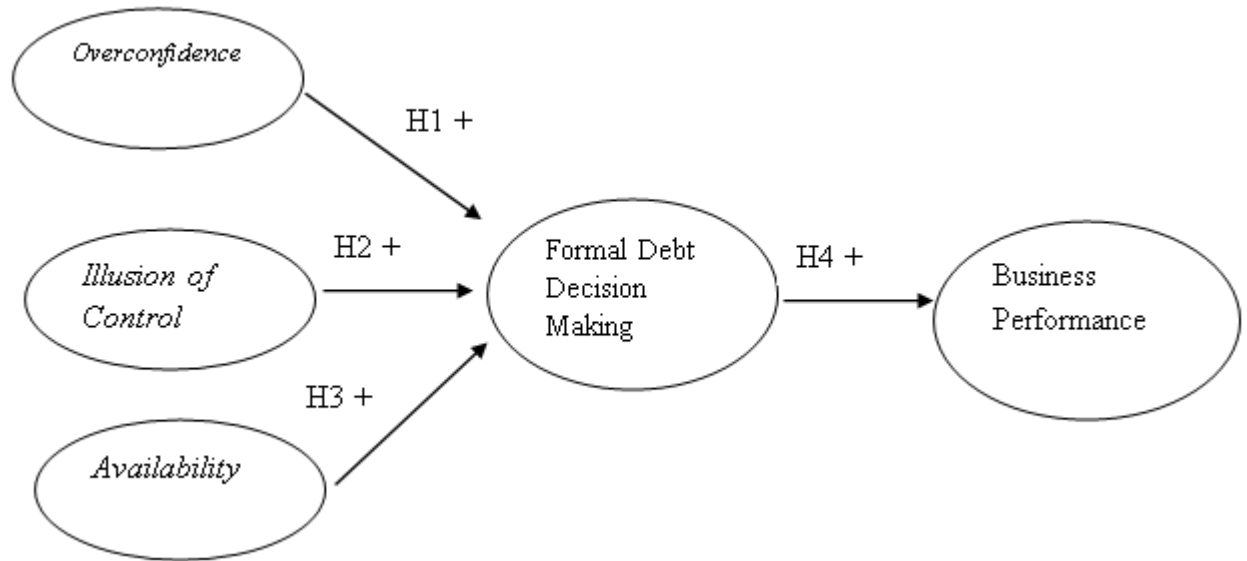 Overconfidence
H1 +
H2 +
Illusion of
Control
H3 +
Availability
Formal Debt
Decision
Making
H4 +
Business
Performance